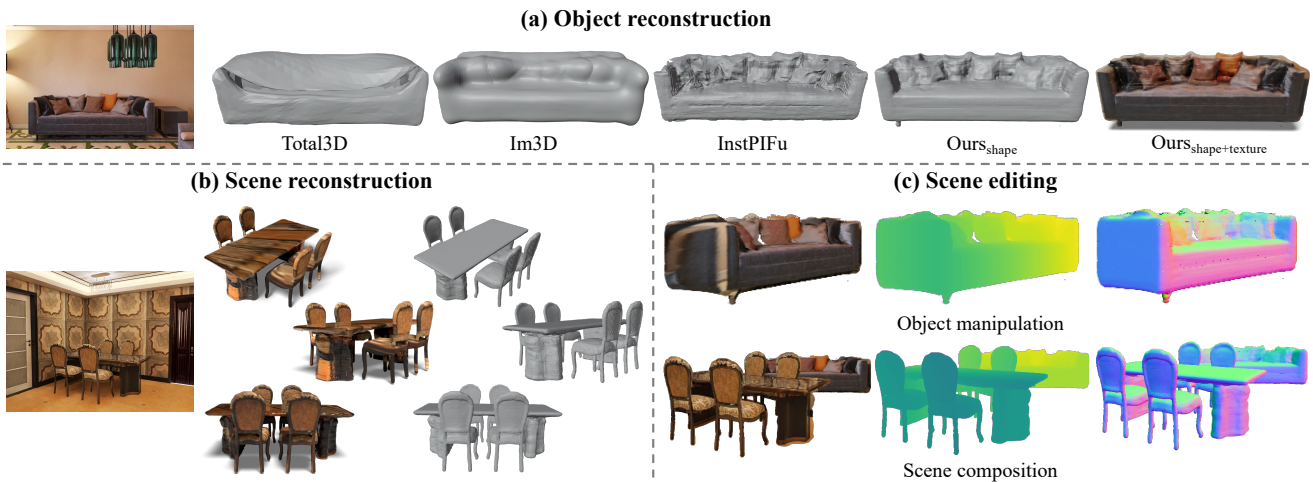 (a) Object reconstruction
Total3D
Im3D
InstPIFu
Ours_shape
Ours_shape+texture
(b) Scene reconstruction
(c) Scene editing
Object manipulation
Scene composition